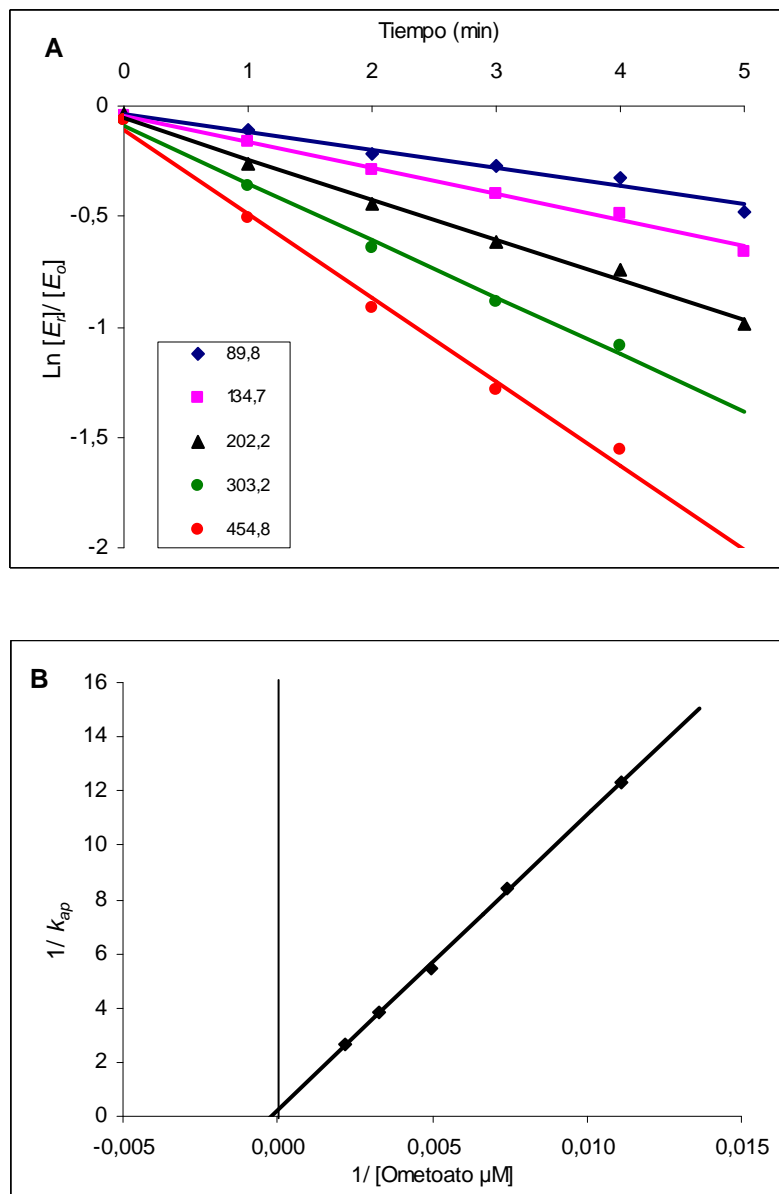 A
Tiempo (min)
0 1 2 3 4 5
0
-0,5
-1
-1,5
-2
Ln [Er]/ [Eo]
89,8
134,7
202,2
303,2
454,8
B
16
14
12
10
8
6
4
2
0
1/ kap
-0,005 0,000 0,005 0,010 0,015
1/ [Ometoato µM]